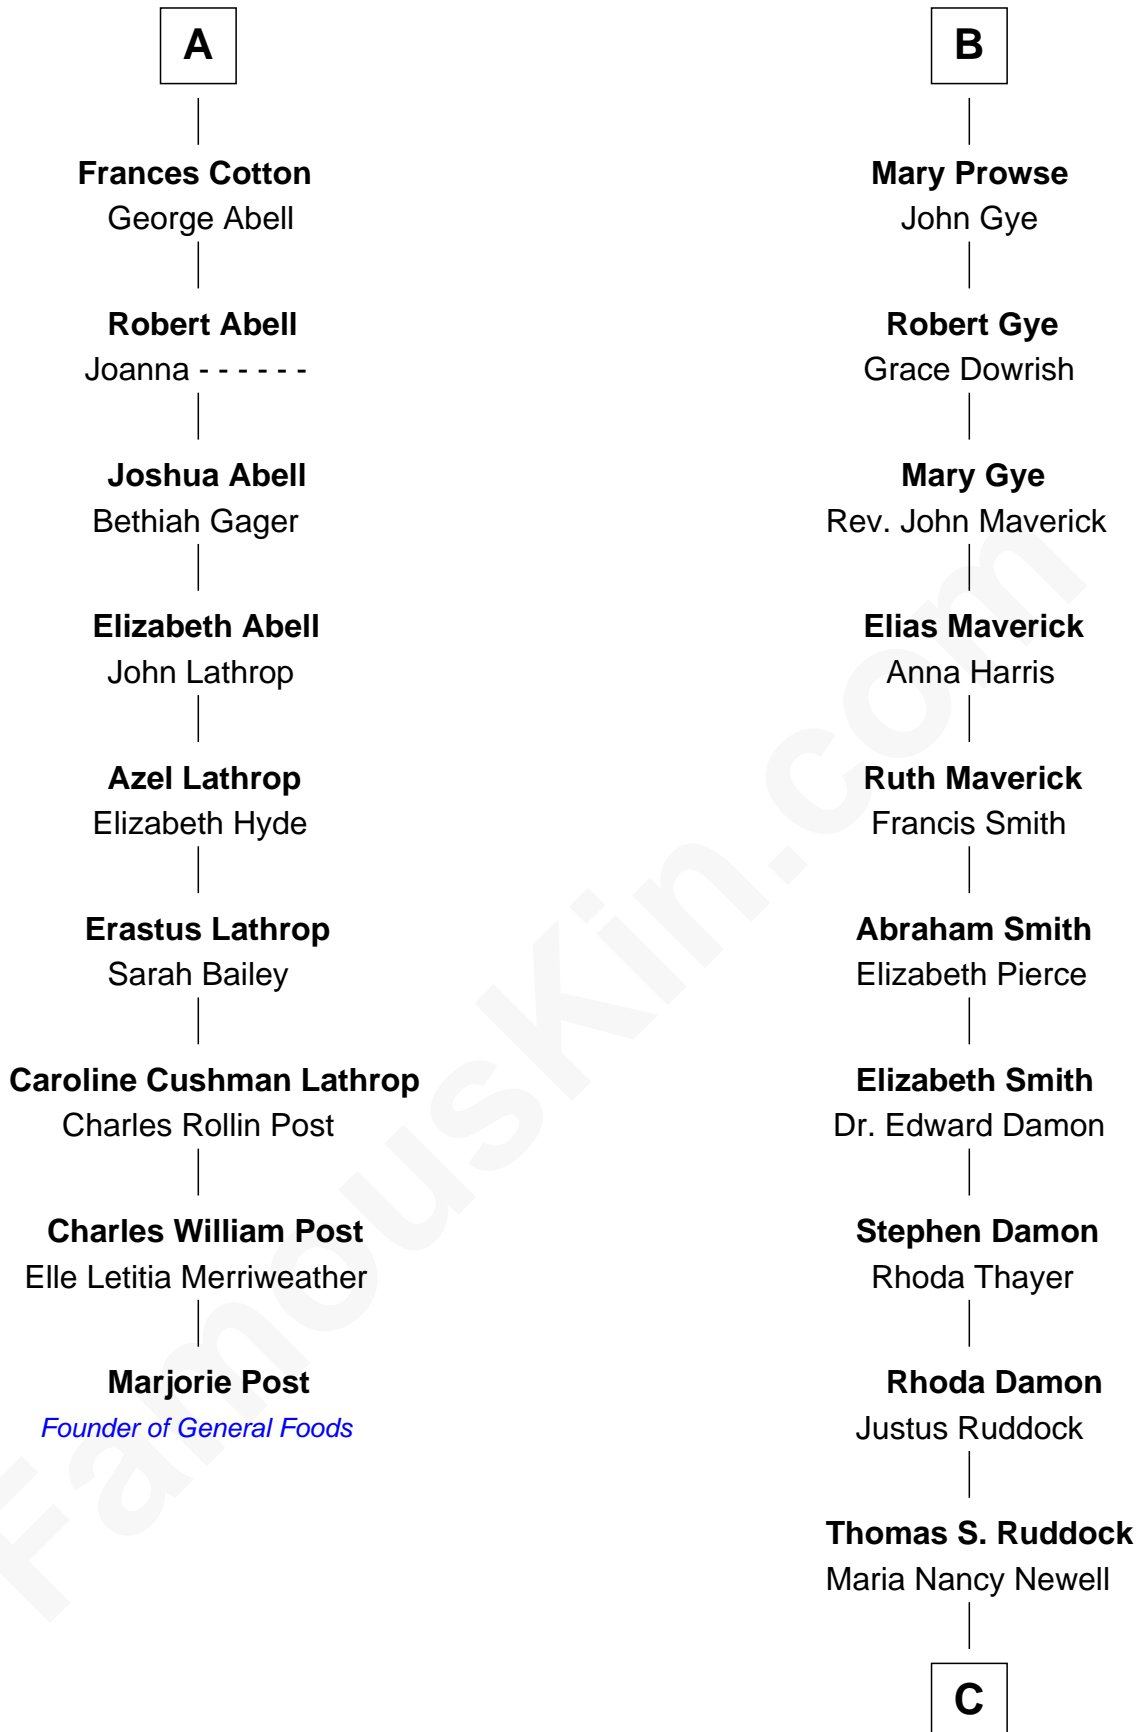 A
Frances Cotton
George Abell
Robert Abell
Joanna - - - - - -
Joshua Abell
Bethiah Gager
Elizabeth Abell
John Lathrop
Azel Lathrop
Elizabeth Hyde
Erastus Lathrop
Sarah Bailey
Caroline Cushman Lathrop
Charles Rollin Post
Charles William Post
Elle Letitia Merriweather
Marjorie Post
Founder of General Foods
B
Mary Prowse
John Gye
Robert Gye
Grace Dowrish
Mary Gye
Rev. John Maverick
Elias Maverick
Anna Harris
Ruth Maverick
Francis Smith
Abraham Smith
Elizabeth Pierce
Elizabeth Smith
Dr. Edward Damon
Stephen Damon
Rhoda Thayer
Rhoda Damon
Justus Ruddock
Thomas S. Ruddock
Maria Nancy Newell
C
FamousKin.com